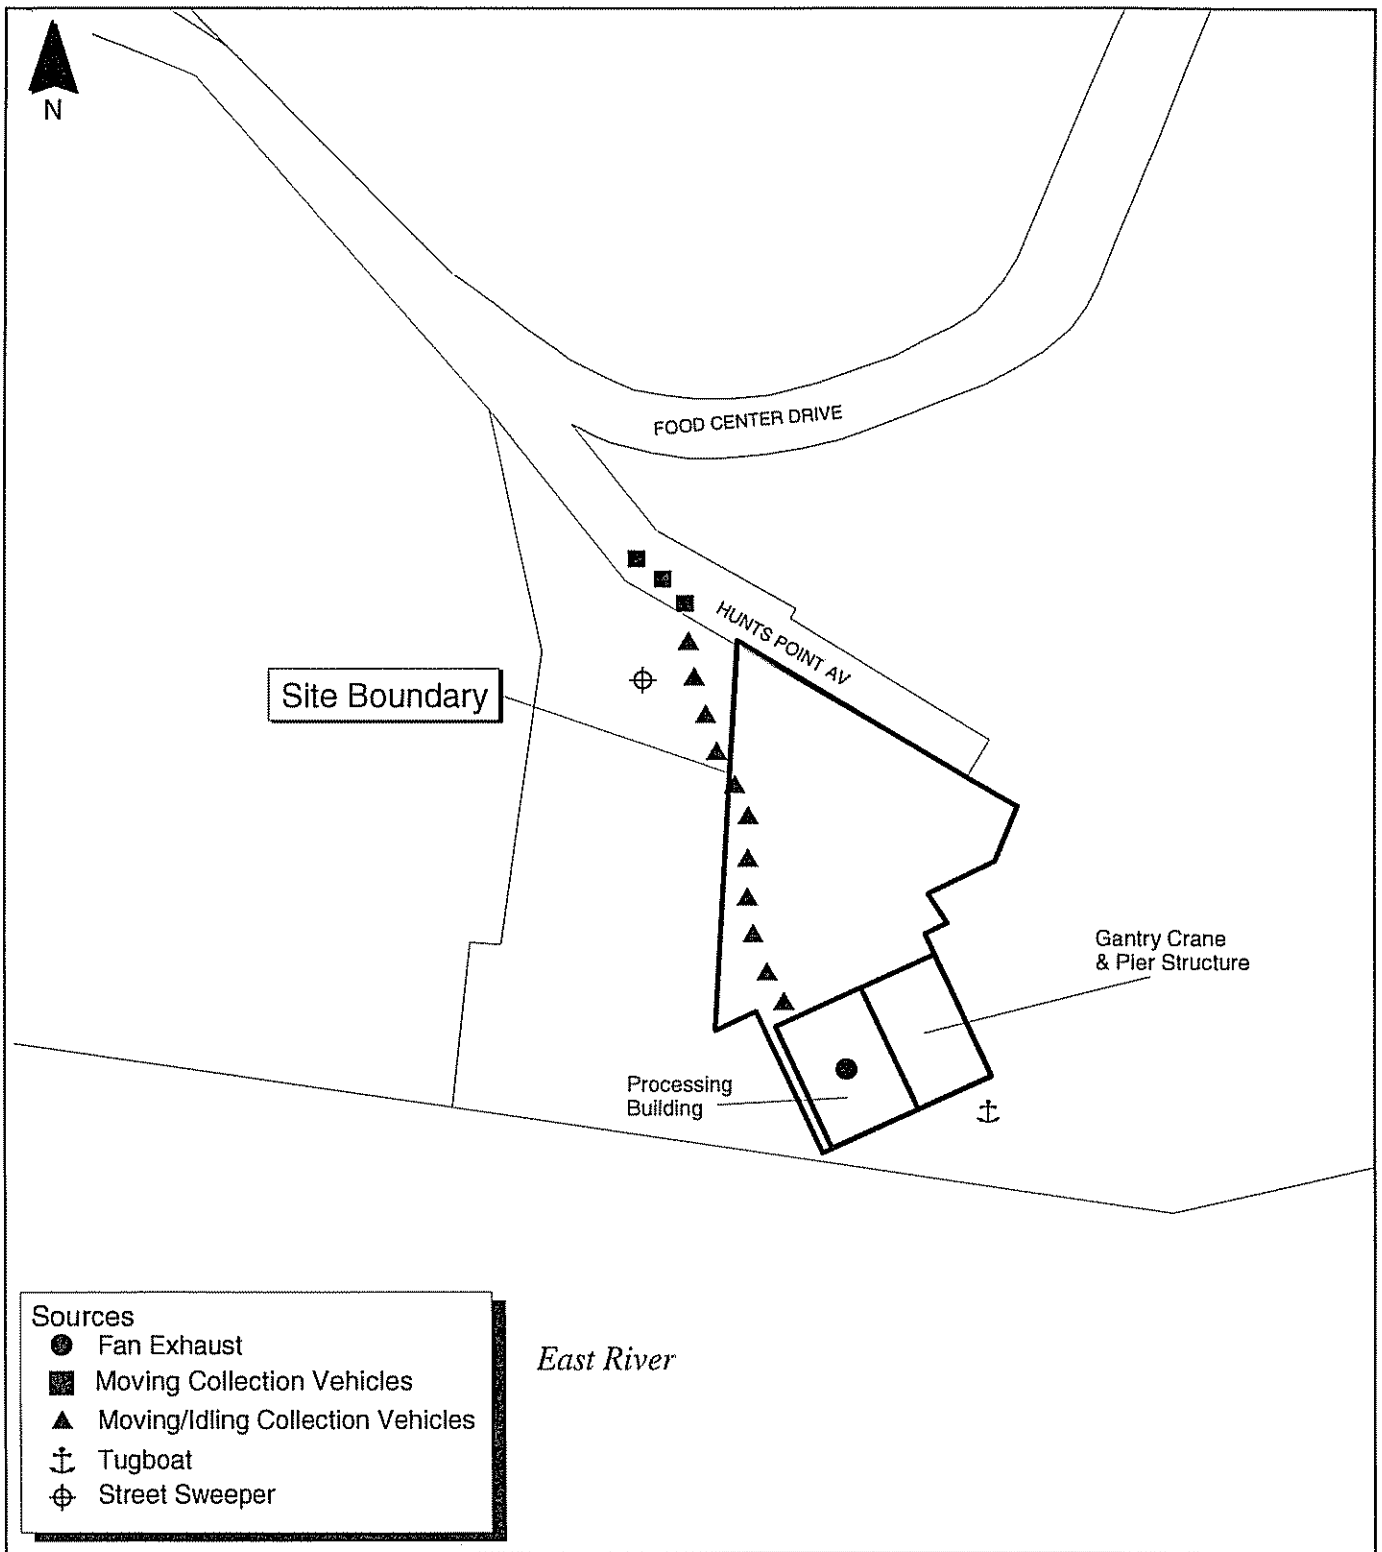 N
FOOD CENTER DRIVE
HUNTS POINT AV
Site Boundary
Gantry Crane
& Pier Structure
Processing
Building
Sources
Fan Exhaust
Moving Collection Vehicles
Moving/Idling Collection Vehicles
Tugboat
Street Sweeper
East River